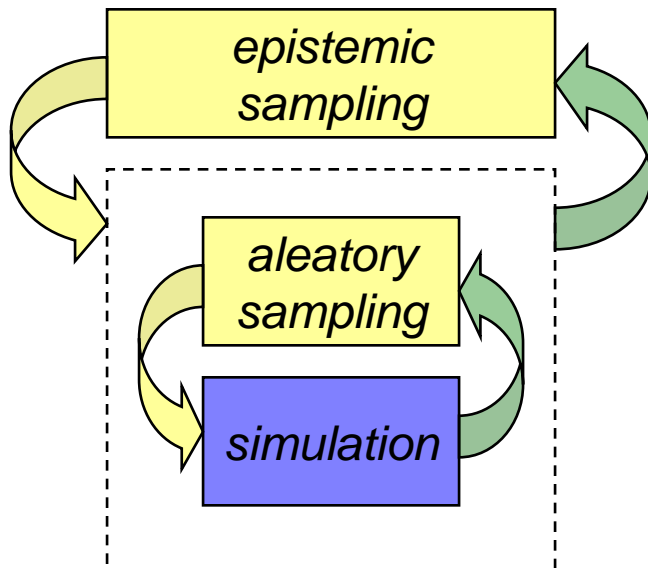 epistemic
sampling
aleatory
sampling
simulation